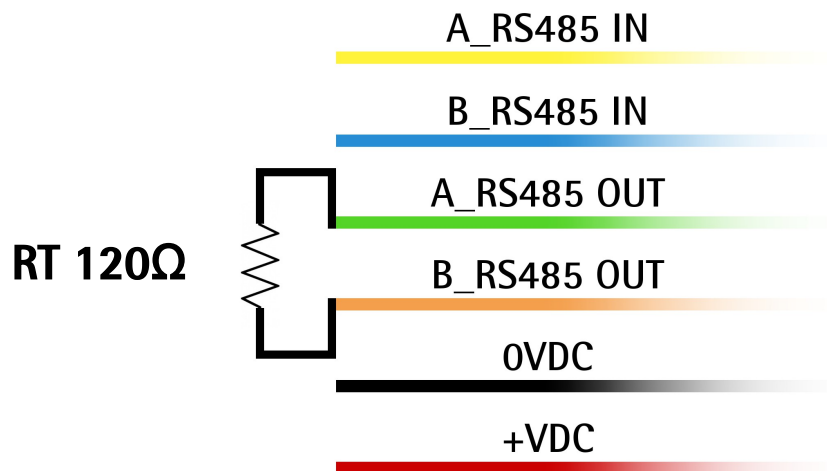 A_RS485 IN
B_RS485 IN
A_RS485 OUT
RT 120Ω
B_RS485 OUT
0VDC
+VDC